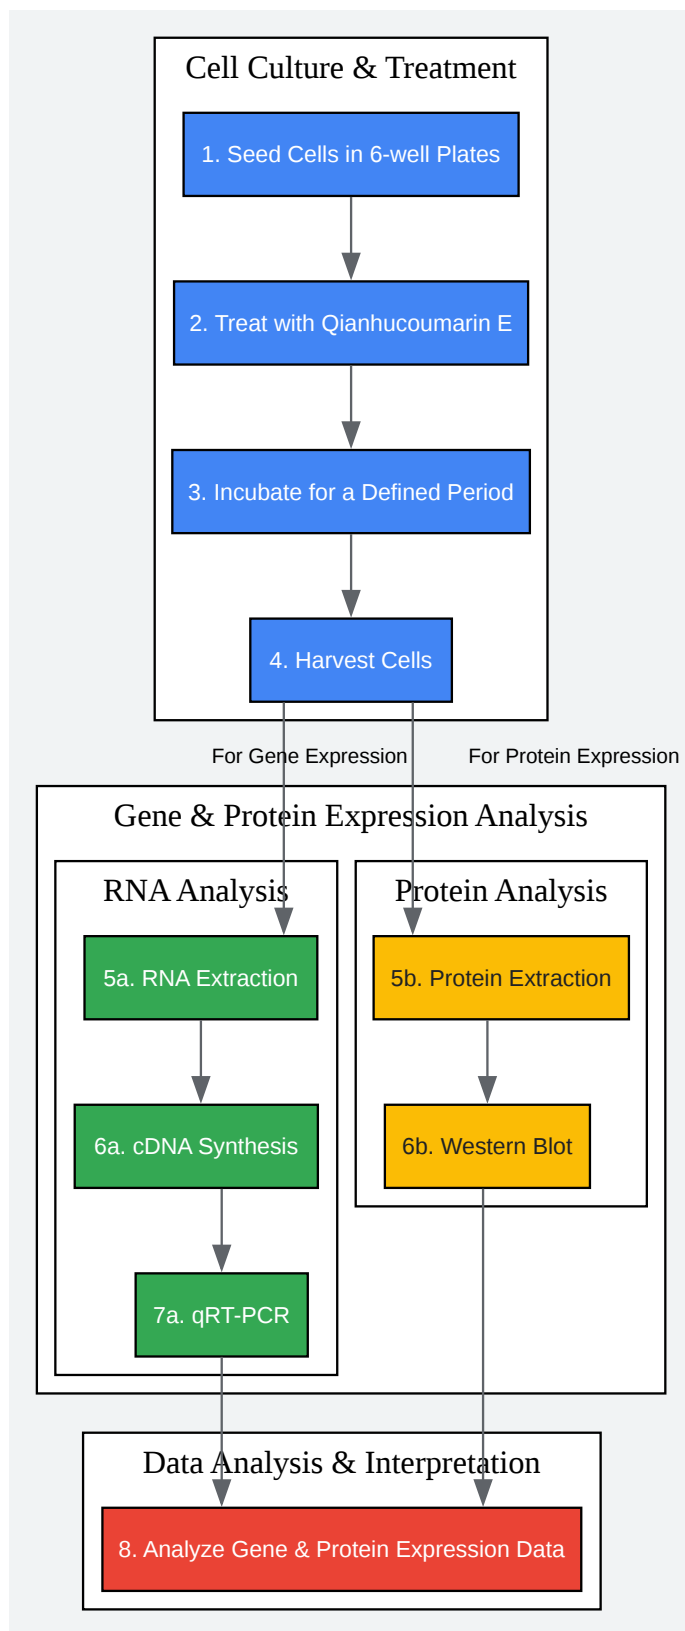 Cell Culture & Treatment
1. Seed Cells in 6-well Plates
2. Treat with Qianhucoumarin E
3. Incubate for a Defined Period
4. Harvest Cells
For Gene Expression
For Protein Expression
Gene & Protein Expression Analysis
RNA Analysis
Protein Analysis
5a. RNA Extraction
5b. Protein Extraction
6a. cDNA Synthesis
6b. Western Blot
7a. qRT-PCR
Data Analysis & Interpretation
8. Analyze Gene & Protein Expression Data